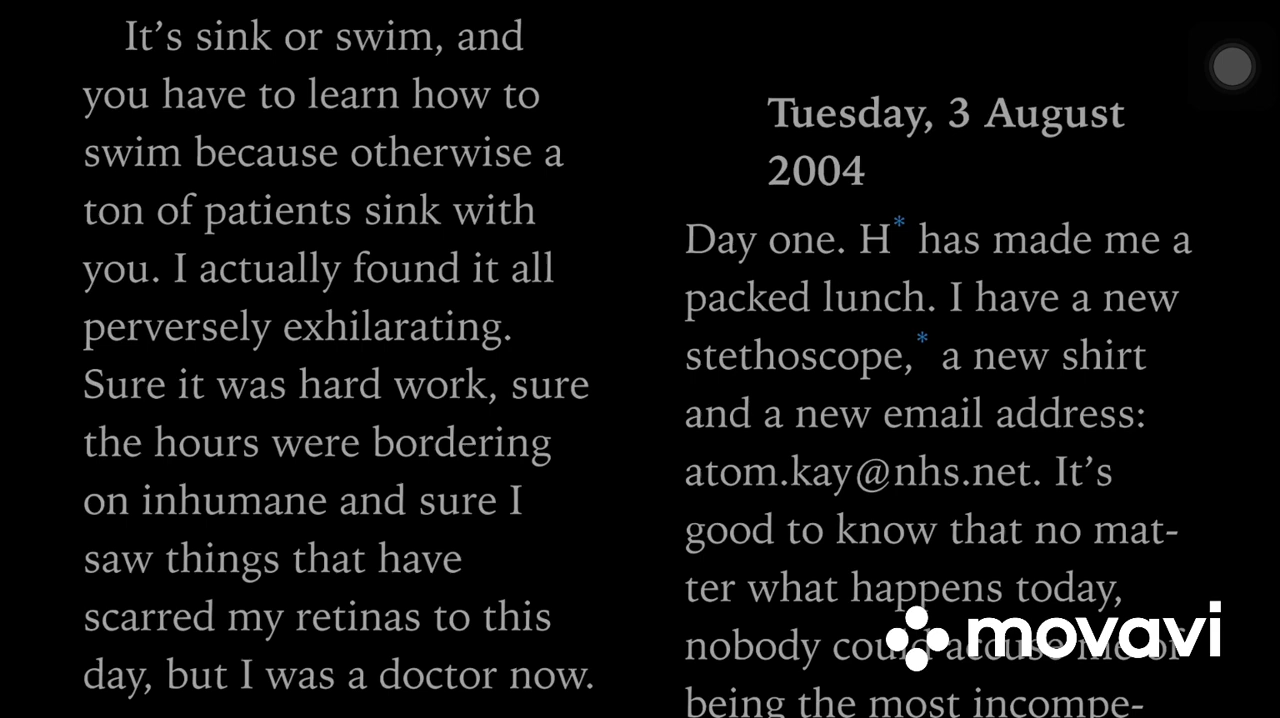 It’s sink or swim, and
you have to learn how to
swim because otherwise a
ton of patients sink with
you. I actually found it all
perversely exhilarating.
Sure it was hard work, sure
the hours were bordering
on inhumane and sure I
saw things that have
scarred my retinas to this
day, but I was a doctor now.
Tuesday, 3 August
2004
Day one. H* has made me a
packed lunch. I have a new
stethoscope,* a new shirt
and a new email address:
atom.kay@nhs.net. It’s
good to know that no mat-
ter what happens today,
nobody could accuse me of
being the most incompe-
movavi